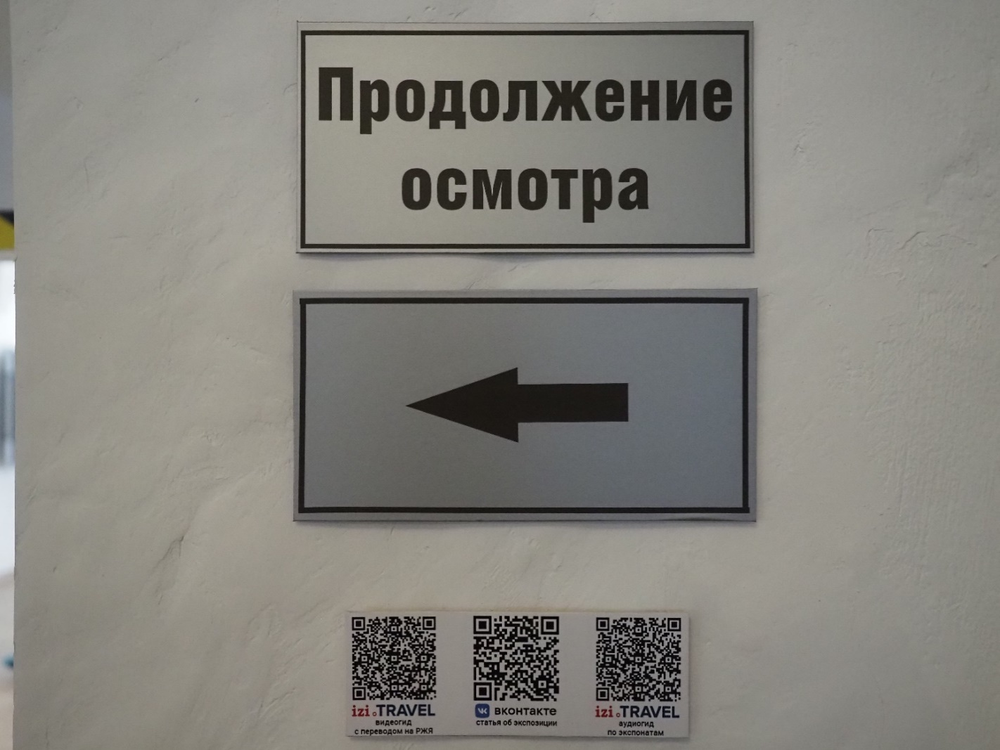 Продолжение
осмотра
izi.TRAVEL
видеогид
с переводом на РЖЯ
вконтакте
статья об экспозиции
izi.TRAVEL
аудиогид
по экспонатам